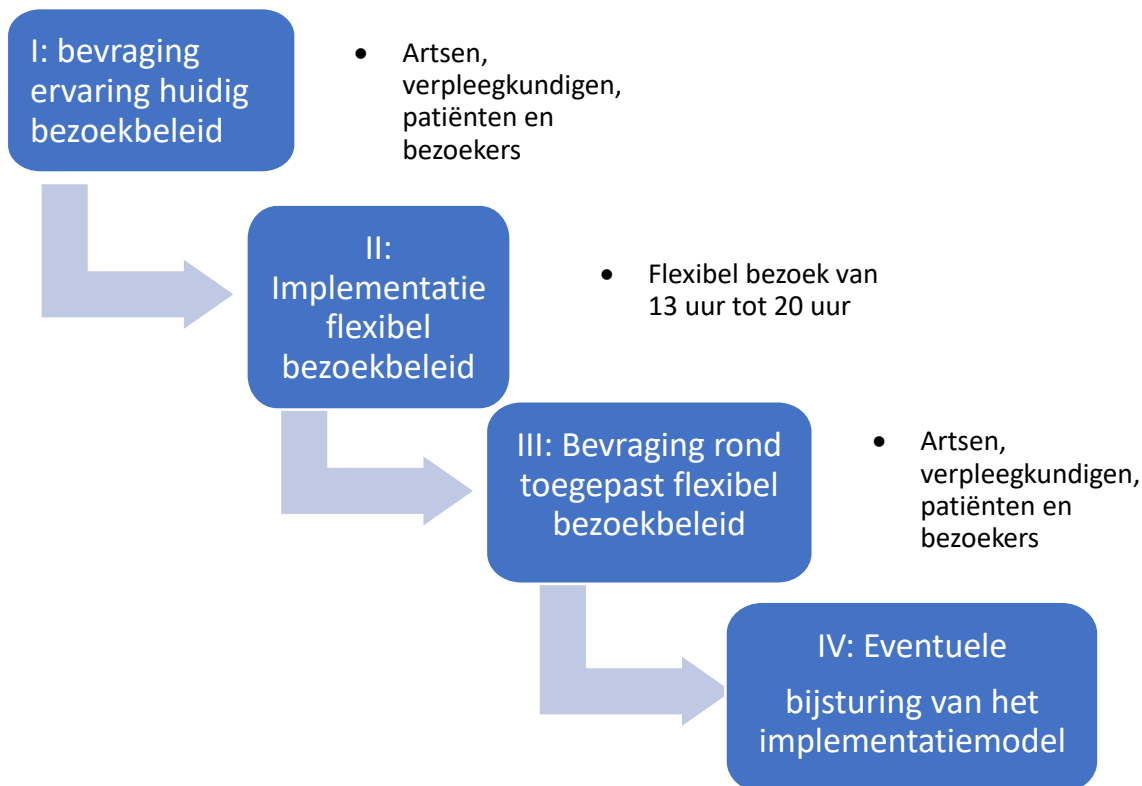 I: bevraging
ervaring huidig
bezoekbeleid
• Artsen,
verpleegkundigen,
patiënten en
bezoekers
II:
Implementatie
flexibel
bezoekbeleid
• Flexibel bezoek van
13 uur tot 20 uur
III: Bevraging rond
toegepast flexibel
bezoekbeleid
• Artsen,
verpleegkundigen,
patiënten en
bezoekers
IV: Eventuele
bijsturing van het
implementatiemodel